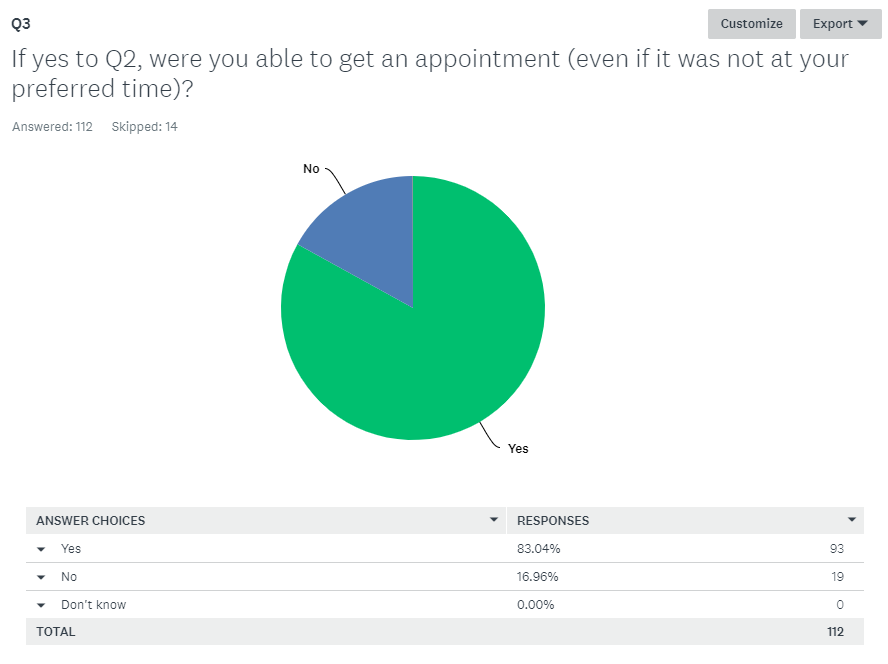 Q3
Customize
Export
If yes to Q2, were you able to get an appointment (even if it was not at your
preferred time)?
Answered: 112 Skipped: 14
No
Yes
ANSWER CHOICES RESPONSES
Yes 83.04% 93
No 16.96% 19
Don't know 0.00% 0
TOTAL 112